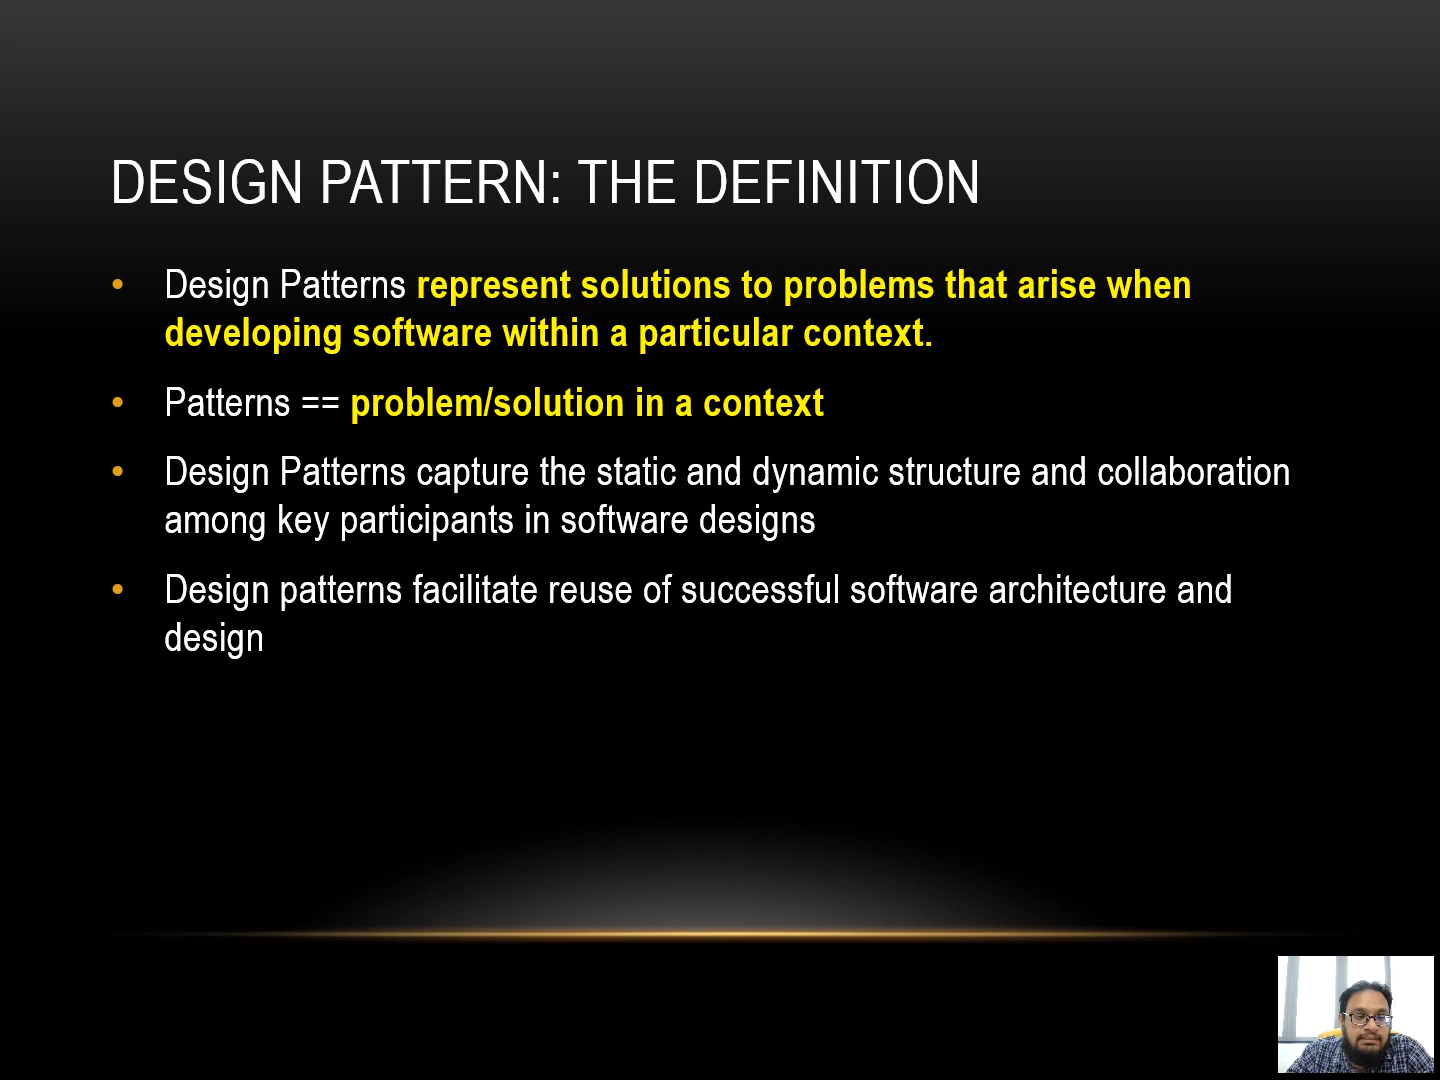 DESIGN PATTERN: THE DEFINITION
• Design Patterns represent solutions to problems that arise when
developing software within a particular context.
• Patterns == problem/solution in a context
• Design Patterns capture the static and dynamic structure and collaboration
among key participants in software designs
• Design patterns facilitate reuse of successful software architecture and
design